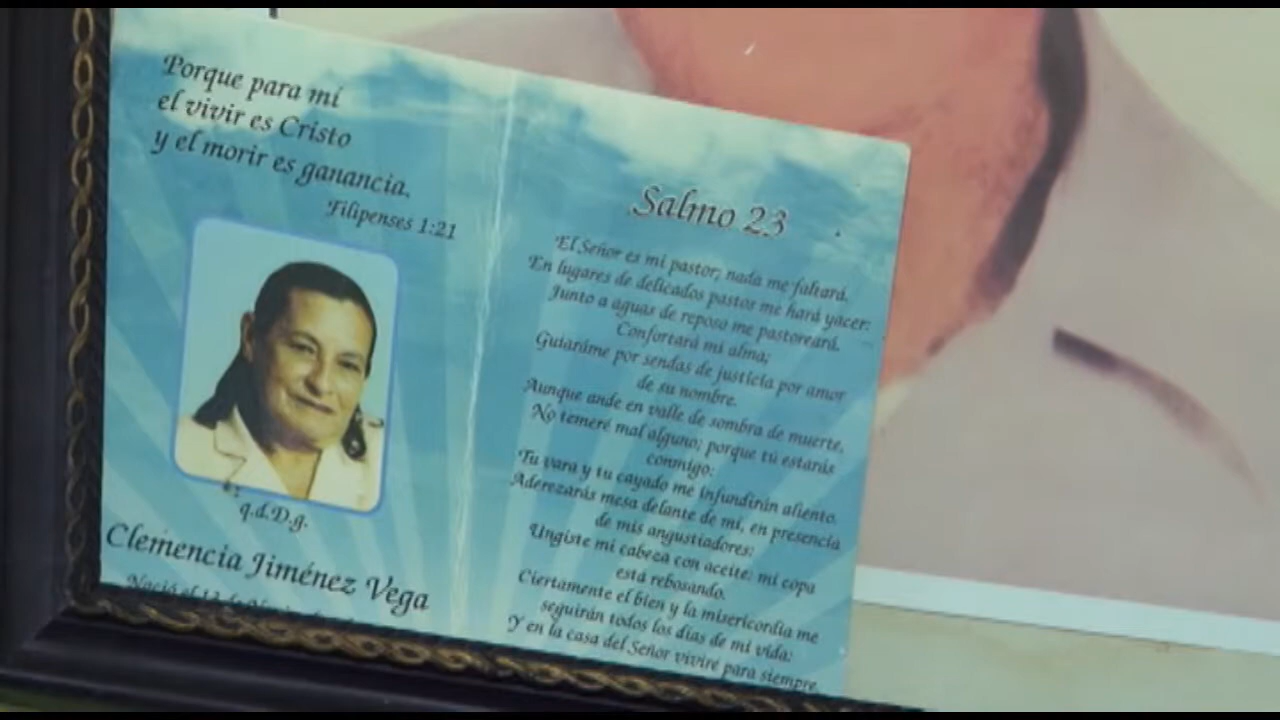 Porque para mí
el vivir es Cristo
y el morir es ganancia.
Filipenses 1:21
q.d.D.g.
Clemencia Jiménez Vega
Nació el 12 de
Salmo 23
El Señor es mi pastor; nada me faltará.
En lugares de delicados pastos me hará yacer:
Junto a aguas de reposo me pastoreará.
Confortará mi alma;
Guiaráme por sendas de justicia por amor
de su nombre.
Aunque ande en valle de sombra de muerte,
No temeré mal alguno; porque tú estarás
conmigo:
Tu vara y tu cayado me infundirán aliento.
Aderezarás mesa delante de mí, en presencia
de mis angustiadores:
Ungiste mi cabeza con aceite: mi copa
está rebosando.
Ciertamente el bien y la misericordia me
seguirán todos los días de mi vida:
Y en la casa del Señor viviré para siempre.